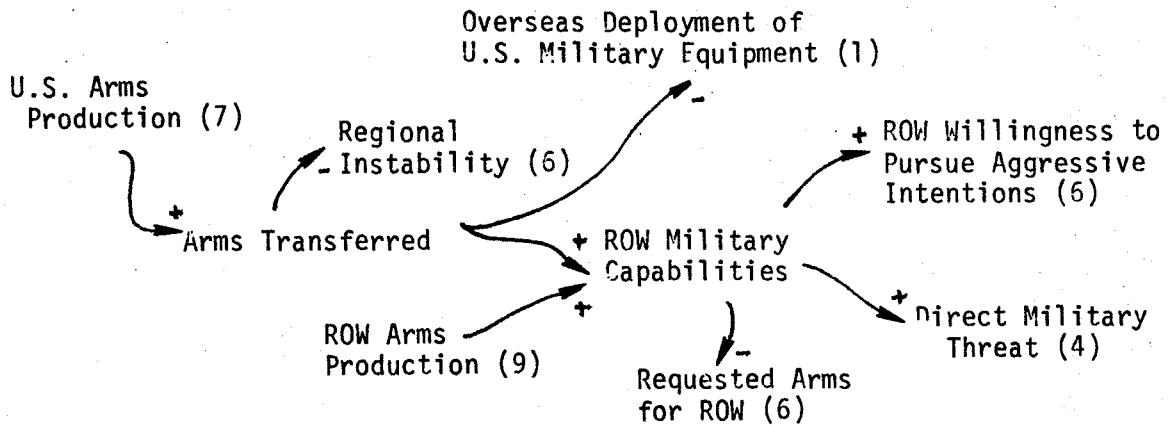 Overseas Deployment of
U.S. Military Equipment (1)
-
U.S. Arms
Production (7)
+
Regional
- Instability (6)
Arms Transferred
+ ROW Willingness to
Pursue Aggressive
Intentions (6)
+ ROW Military
Capabilities
+
ROW Arms
Production (9)
+
Direct Military
Threat (4)
-
Requested Arms
for ROW (6)